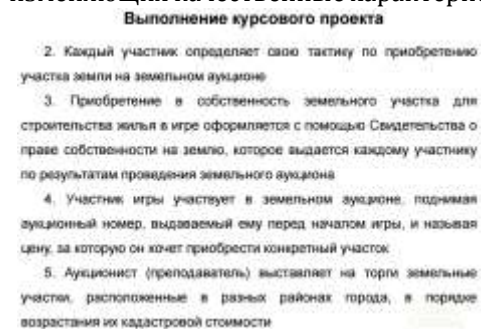 Выполнение курсового проекта
2. Каждый участник определяет свою тактику по приобретению
участка земли на земельном аукционе
3. Приобретение в собственность земельного участка для
строительства жилья в игре оформляется с помощью Свидетельства о
праве собственности на землю, которое выдается каждому участнику
по результатам проведения земельного аукциона
4. Участник игры участвует в земельном аукционе, поднимая
аукционный номер, выдаваемый ему перед началом игры, и называя
цену, за которую он хочет приобрести конкретный участок
5. Аукционист (преподаватель) выставляет на торги земельные
участки, расположенные в разных районах города, в порядке
возрастания их кадастровой стоимости